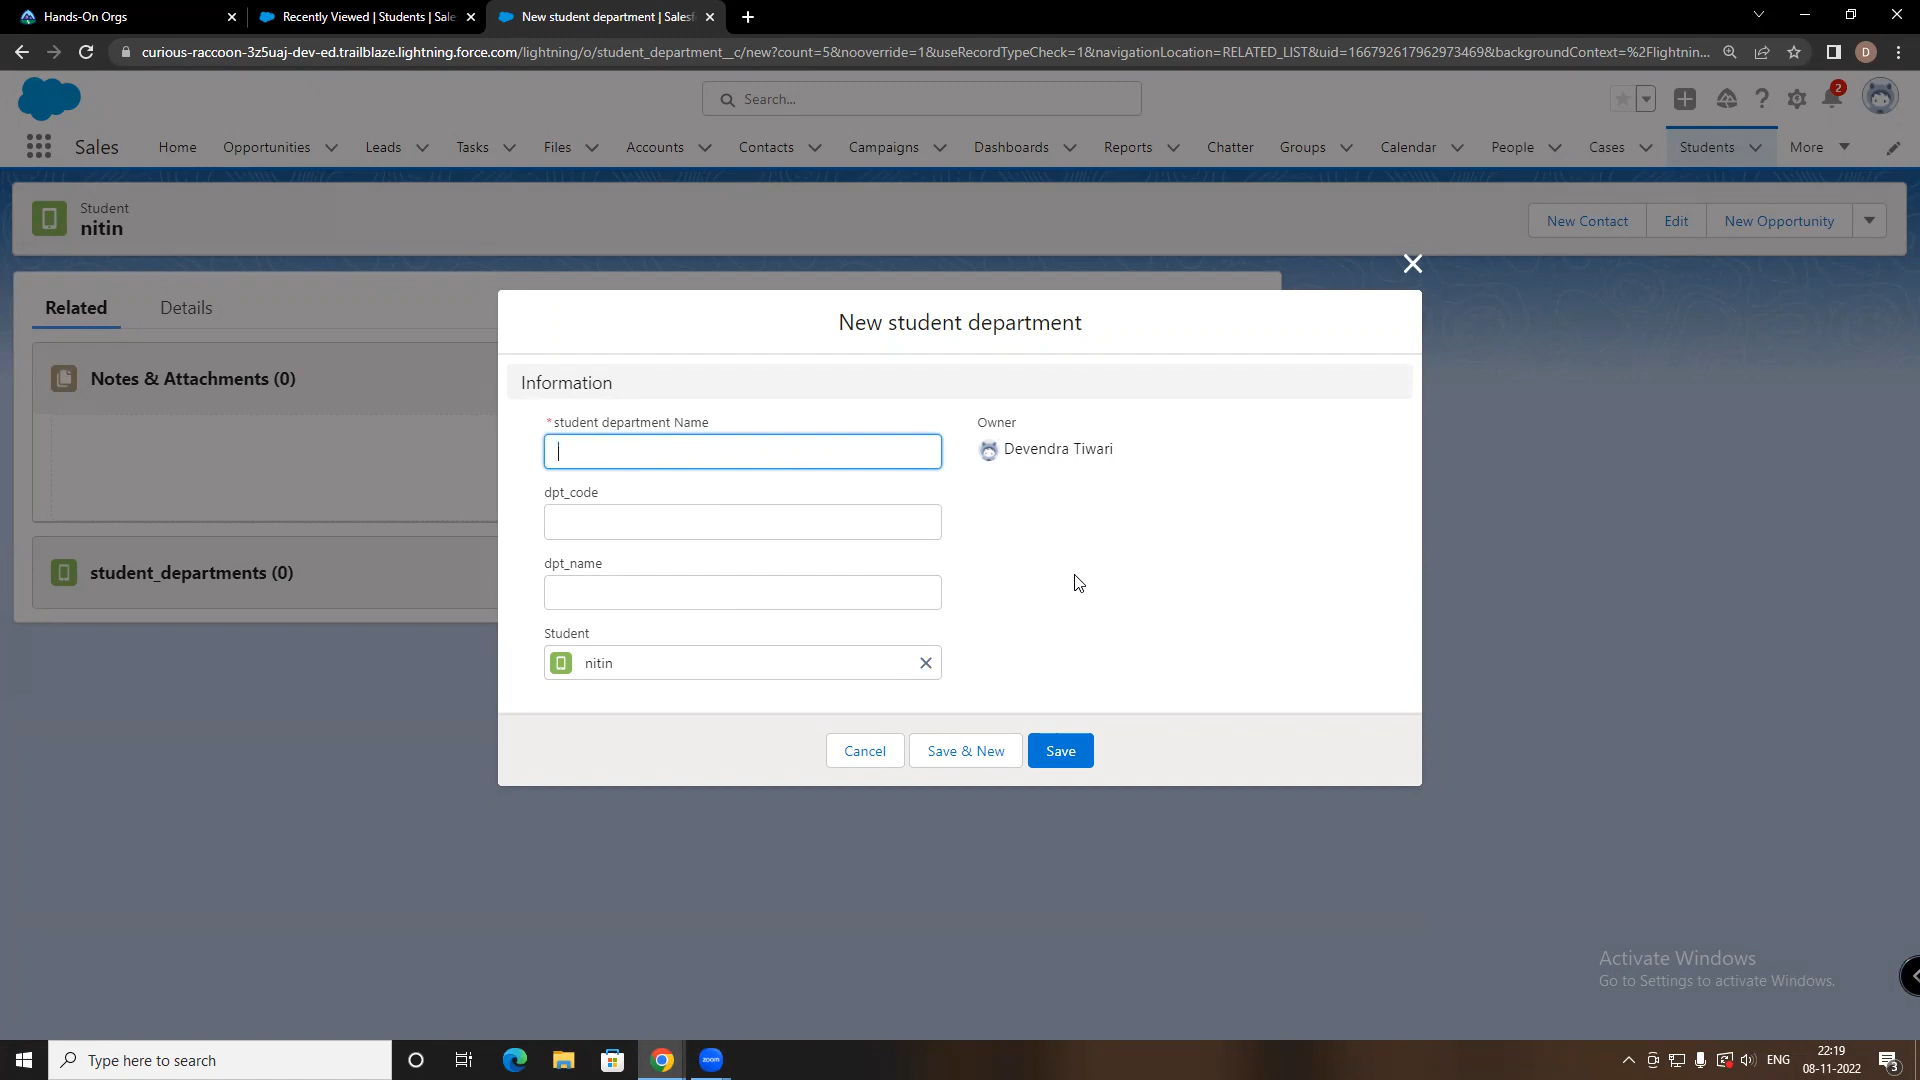 Hands-On Orgs
Recently Viewed | Students | Sale
New student department | Salesf
curious-raccoon-3z5uaj-dev-ed.trailblaze.lightning.force.com/lightning/o/student_department__c/new?count=5&nooverride=1&useRecordTypeCheck=1&navigationLocation=RELATED_LIST&uid=166792617962973469&backgroundContext=%2Flightnin...
D
Search...
2
Sales
Home
Opportunities
Leads
Tasks
Files
Accounts
Contacts
Campaigns
Dashboards
Reports
Chatter
Groups
Calendar
People
Cases
Students
More
Student
nitin
New Contact
Edit
New Opportunity
Related
Details
Notes & Attachments (0)
student_departments (0)
New student department
Information
*student department Name
Owner
Devendra Tiwari
dpt_code
dpt_name
Student
nitin
Cancel
Save & New
Save
Activate Windows
Go to Settings to activate Windows.
Type here to search
zoom
ENG
22:19
08-11-2022
3